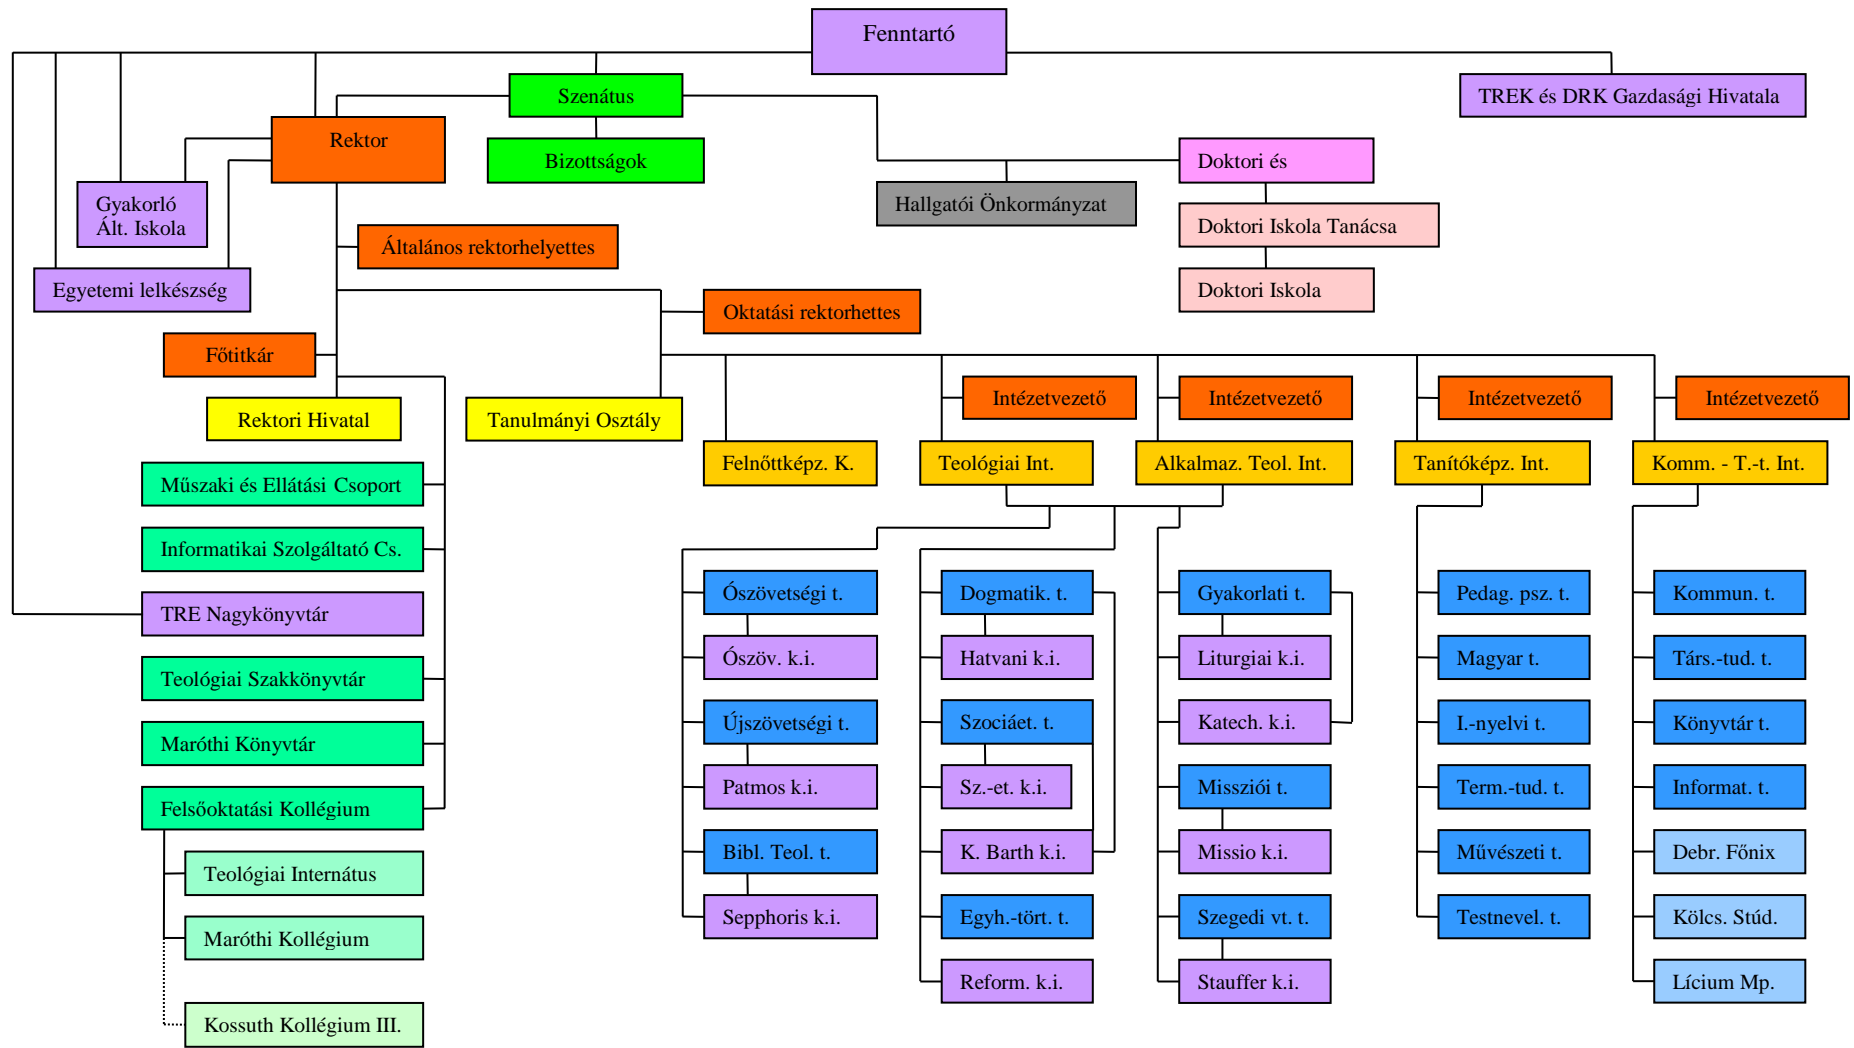 Fenntartó
Szenátus
TREK és DRK Gazdasági Hivatala
Rektor
Bizottságok
Doktori és
Gyakorló
Ált. Iskola
Hallgatói Önkormányzat
Doktori Iskola Tanácsa
Általános rektorhelyettes
Egyetemi lelkészség
Doktori Iskola
Oktatási rektorhettes
Főtitkár
Intézetvezető
Intézetvezető
Intézetvezető
Intézetvezető
Rektori Hivatal
Tanulmányi Osztály
Felnőttképz. K.
Teológiai Int.
Alkalmaz. Teol. Int.
Tanítóképz. Int.
Komm. - T.-t. Int.
Műszaki és Ellátási Csoport
Informatikai Szolgáltató Cs.
TRE Nagykönyvtár
Teológiai Szakkönyvtár
Maróthi Könyvtár
Felsőoktatási Kollégium
Teológiai Internátus
Maróthi Kollégium
Kossuth Kollégium III.
Ószövetségi t.
Ószöv. k.i.
Újszövetségi t.
Patmos k.i.
Bibl. Teol. t.
Sepphoris k.i.
Dogmatik. t.
Hatvani k.i.
Szociáet. t.
Sz.-et. k.i.
K. Barth k.i.
Egyh.-tört. t.
Reform. k.i.
Gyakorlati t.
Liturgiai k.i.
Katech. k.i.
Missziói t.
Missio k.i.
Szegedi vt. t.
Stauffer k.i.
Pedag. psz. t.
Magyar t.
I.-nyelvi t.
Term.-tud. t.
Művészeti t.
Testnevel. t.
Kommun. t.
Társ.-tud. t.
Könyvtár t.
Informat. t.
Debr. Főnix
Kölcs. Stúd.
Lícium Mp.